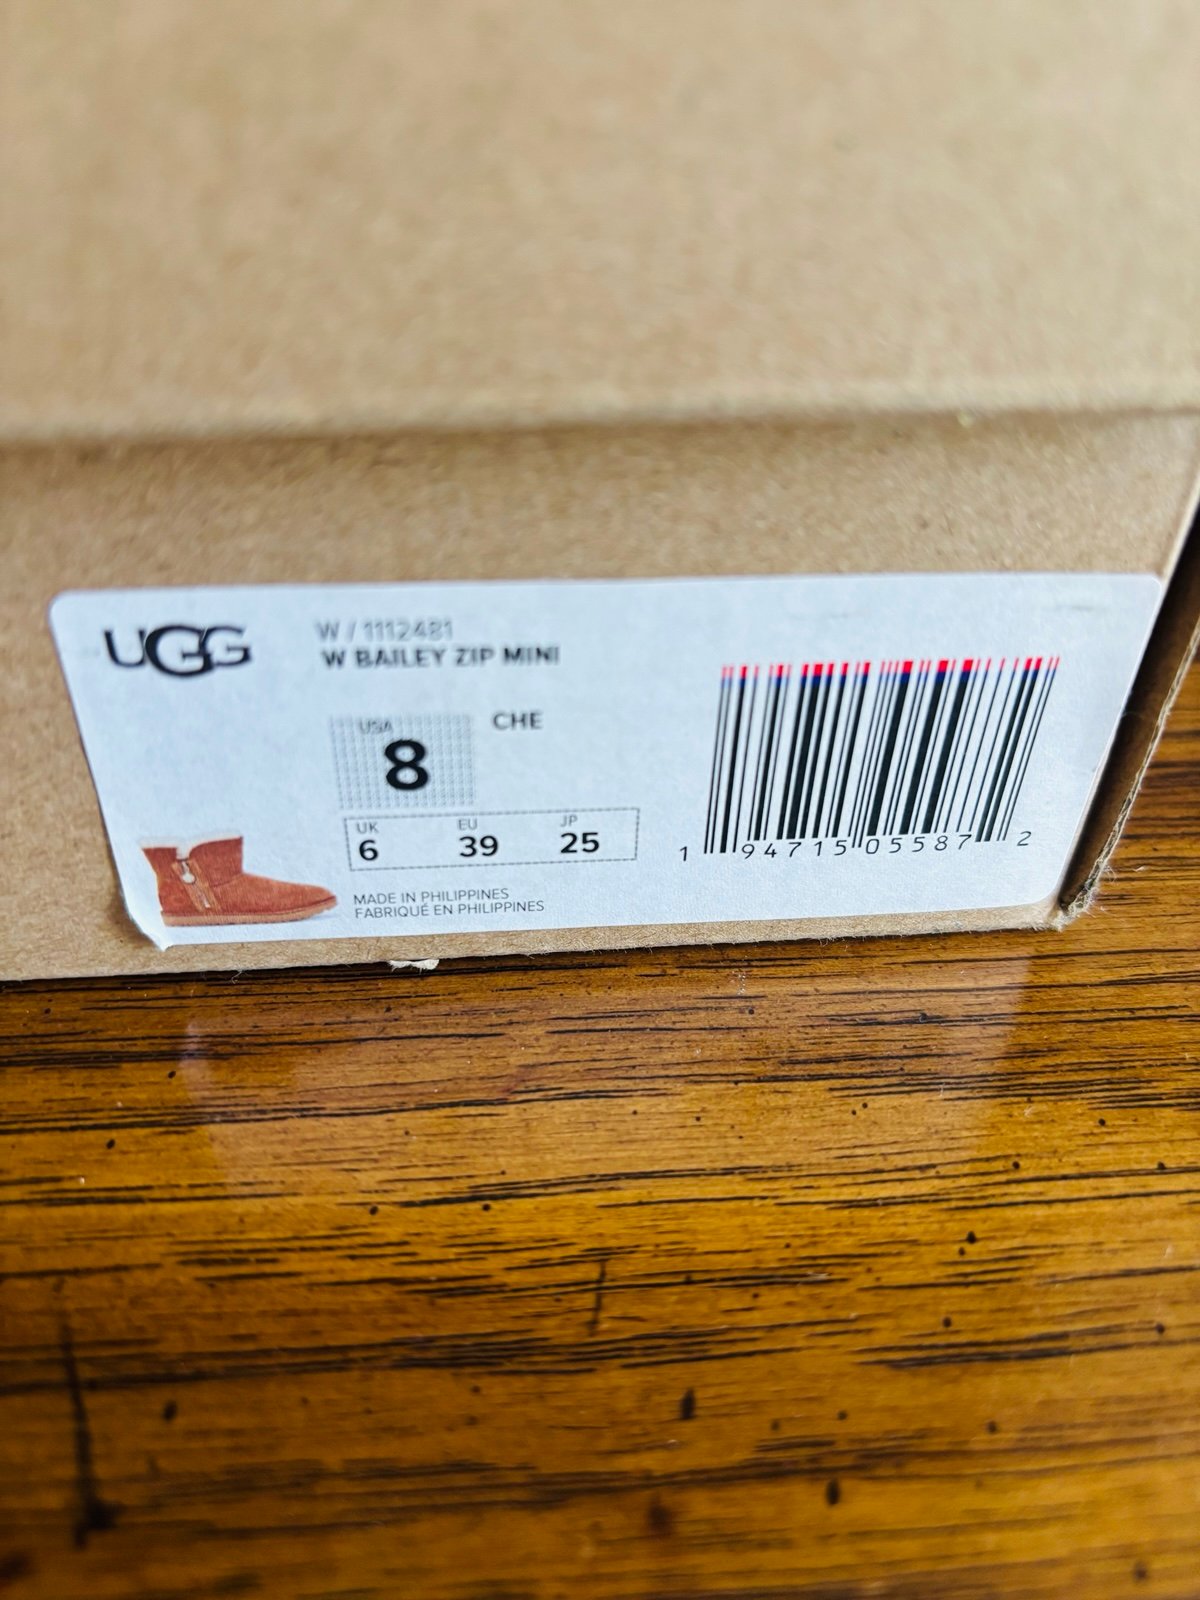 UGG
W / 1112481
W BAILEY ZIP MINI
USA
8
CHE
UK EU JP
6 39 25
MADE IN PHILIPPINES
FABRIQUÉ EN PHILIPPINES
1 94715 05587 2